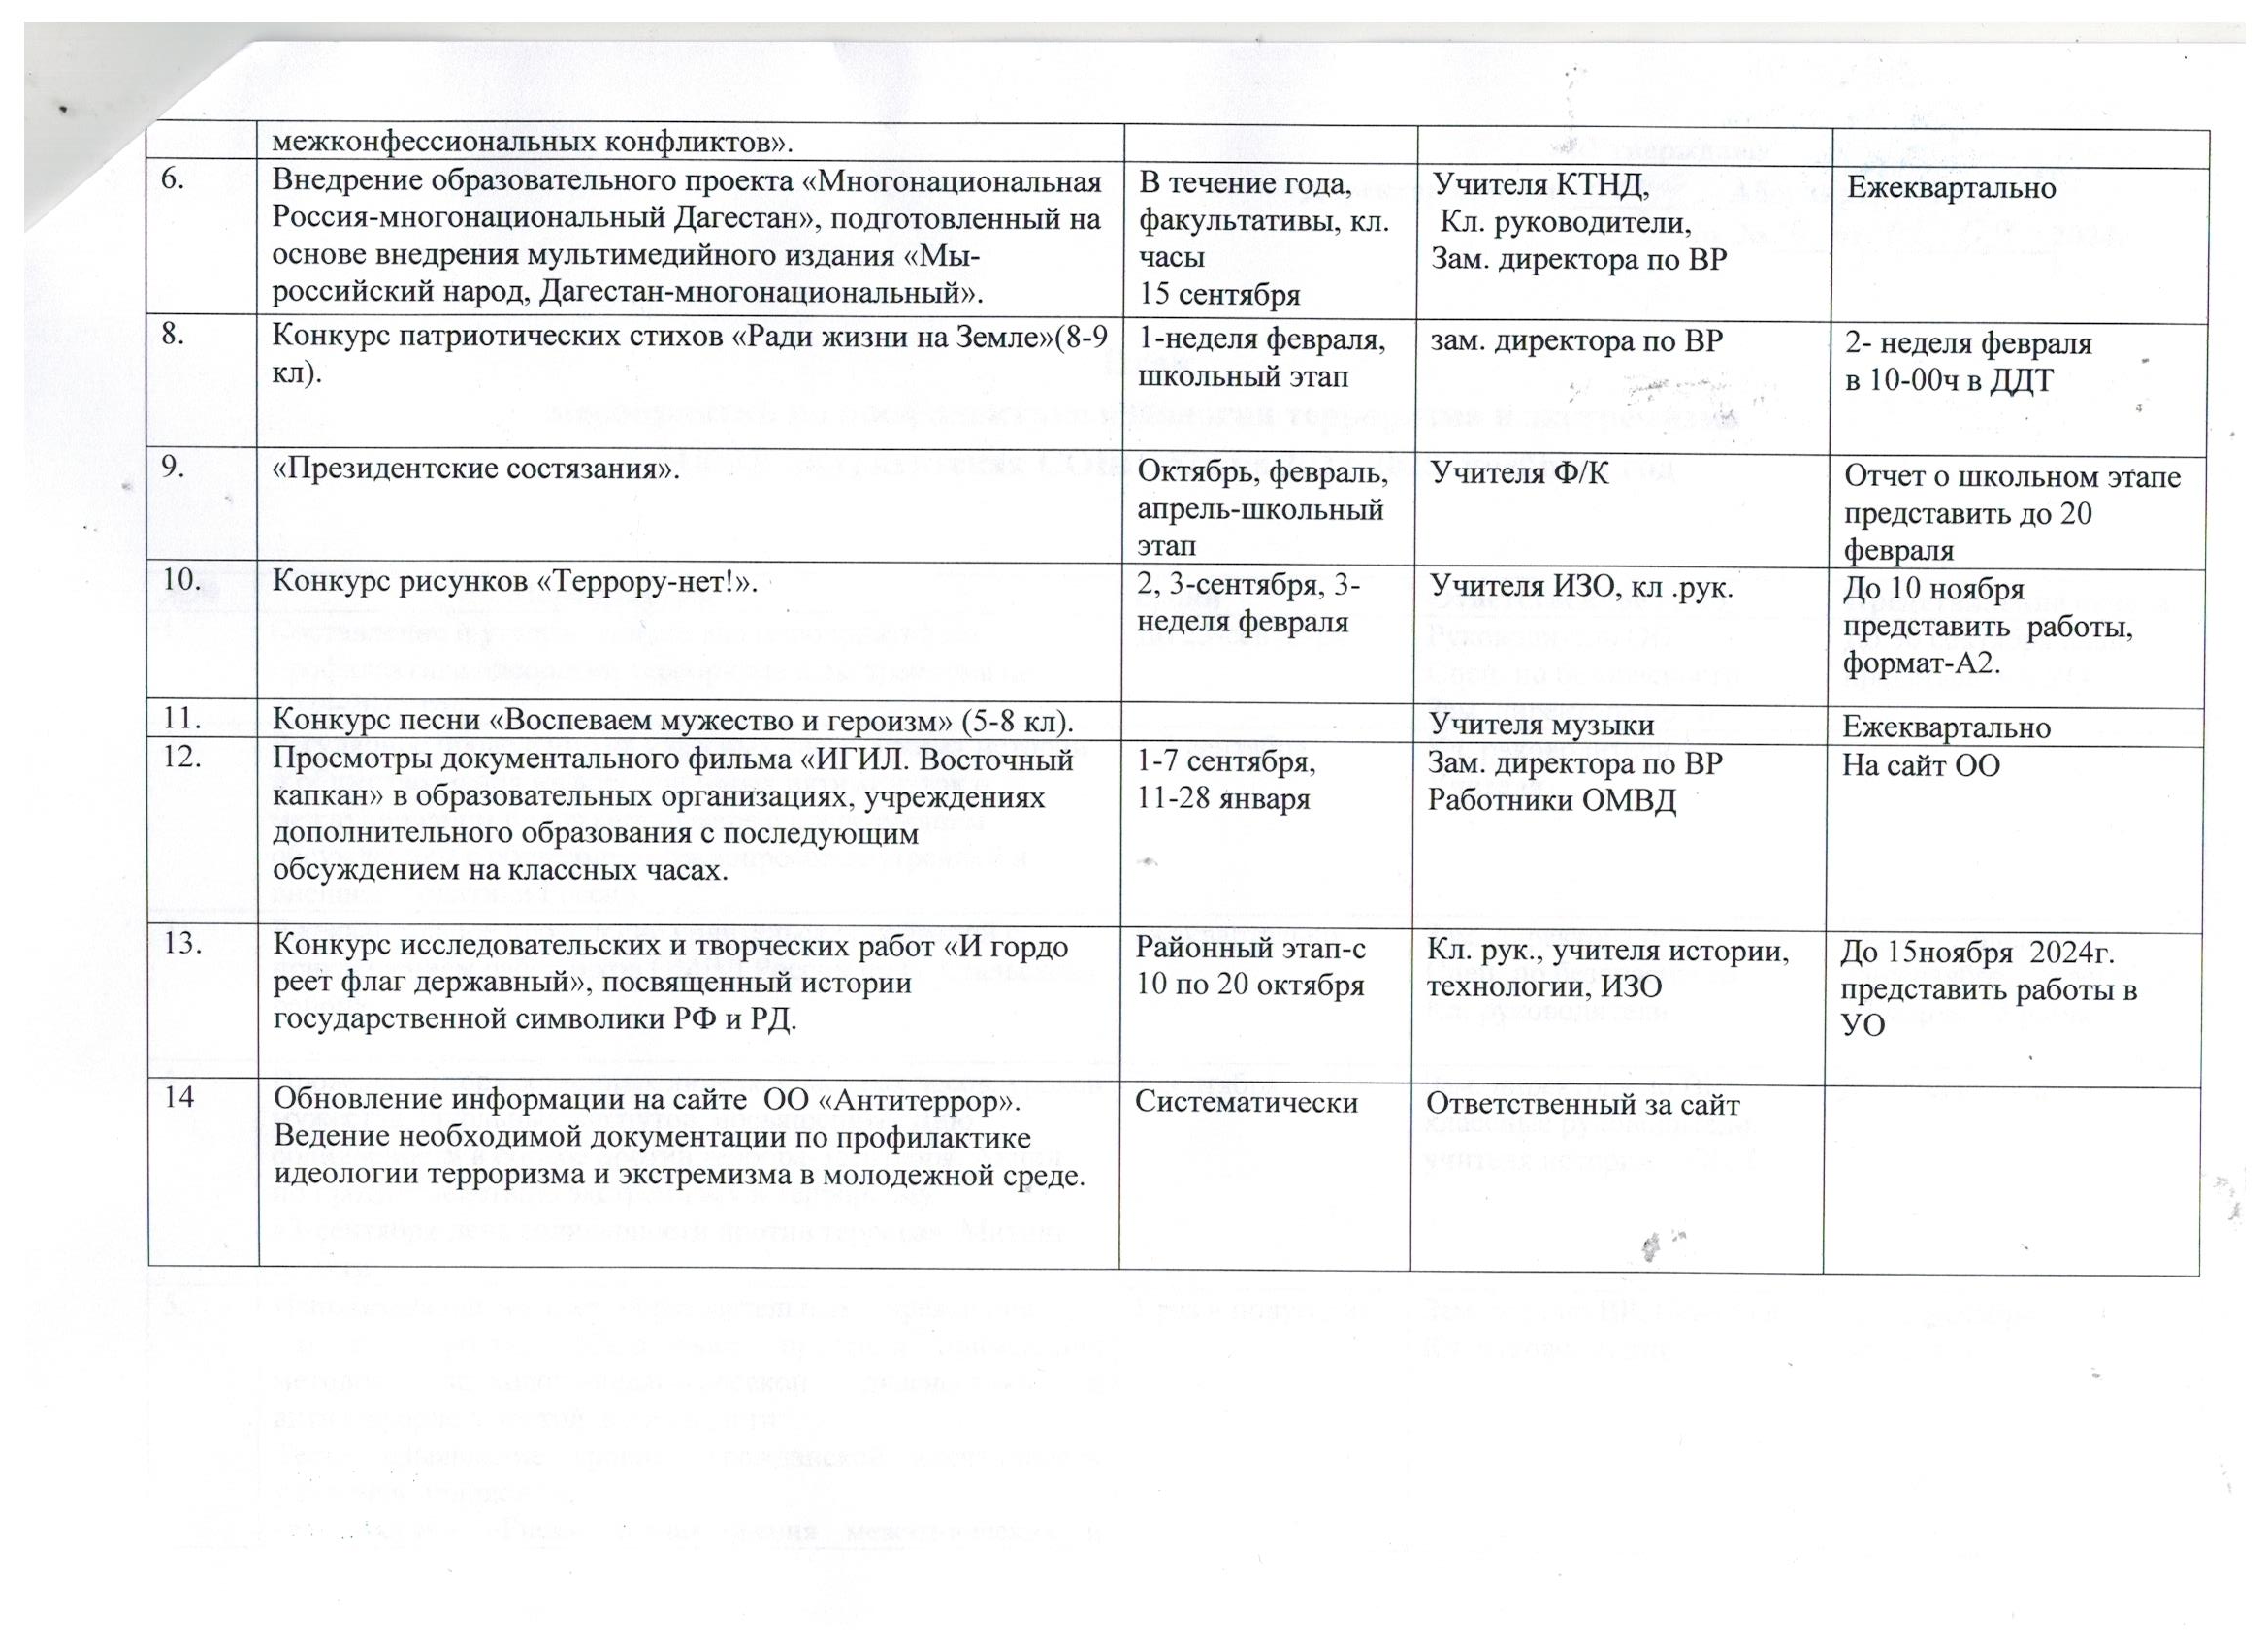 межконфессиональных конфликтов».
6.
Внедрение образовательного проекта «Многонациональная
Россия-многонациональный Дагестан», подготовленный на
основе внедрения мультимедийного издания «Мы-
российский народ, Дагестан-многонациональный».
В течение года,
факультативы, кл.
часы
15 сентября
Учителя КТНД,
Кл. руководители,
Зам. директора по ВР
Ежеквартально
8.
Конкурс патриотических стихов «Ради жизни на Земле»(8-9
кл).
1-неделя февраля,
школьный этап
зам. директора по ВР
2- неделя февраля
в 10-00ч в ДДТ
9.
«Президентские состязания».
Октябрь, февраль,
апрель-школьный
этап
Учителя Ф/К
Отчет о школьном этапе
представить до 20
февраля
10.
Конкурс рисунков «Террору-нет!».
2, 3-сентября, 3-
неделя февраля
Учителя ИЗО, кл .рук.
До 10 ноября
представить работы,
формат-А2.
11.
Конкурс песни «Воспеваем мужество и героизм» (5-8 кл).
Учителя музыки
Ежеквартально
12.
Просмотры документального фильма «ИГИЛ. Восточный
капкан» в образовательных организациях, учреждениях
дополнительного образования с последующим
обсуждением на классных часах.
1-7 сентября,
11-28 января
Зам. директора по ВР
Работники ОМВД
На сайт ОО
13.
Конкурс исследовательских и творческих работ «И гордо
реет флаг державный», посвященный истории
государственной символики РФ и РД.
Районный этап-с
10 по 20 октября
Кл. рук., учителя истории,
технологии, ИЗО
До 15ноября 2024г.
представить работы в
УО
14
Обновление информации на сайте ОО «Антитеррор».
Ведение необходимой документации по профилактике
идеологии терроризма и экстремизма в молодежной среде.
Систематически
Ответственный за сайт